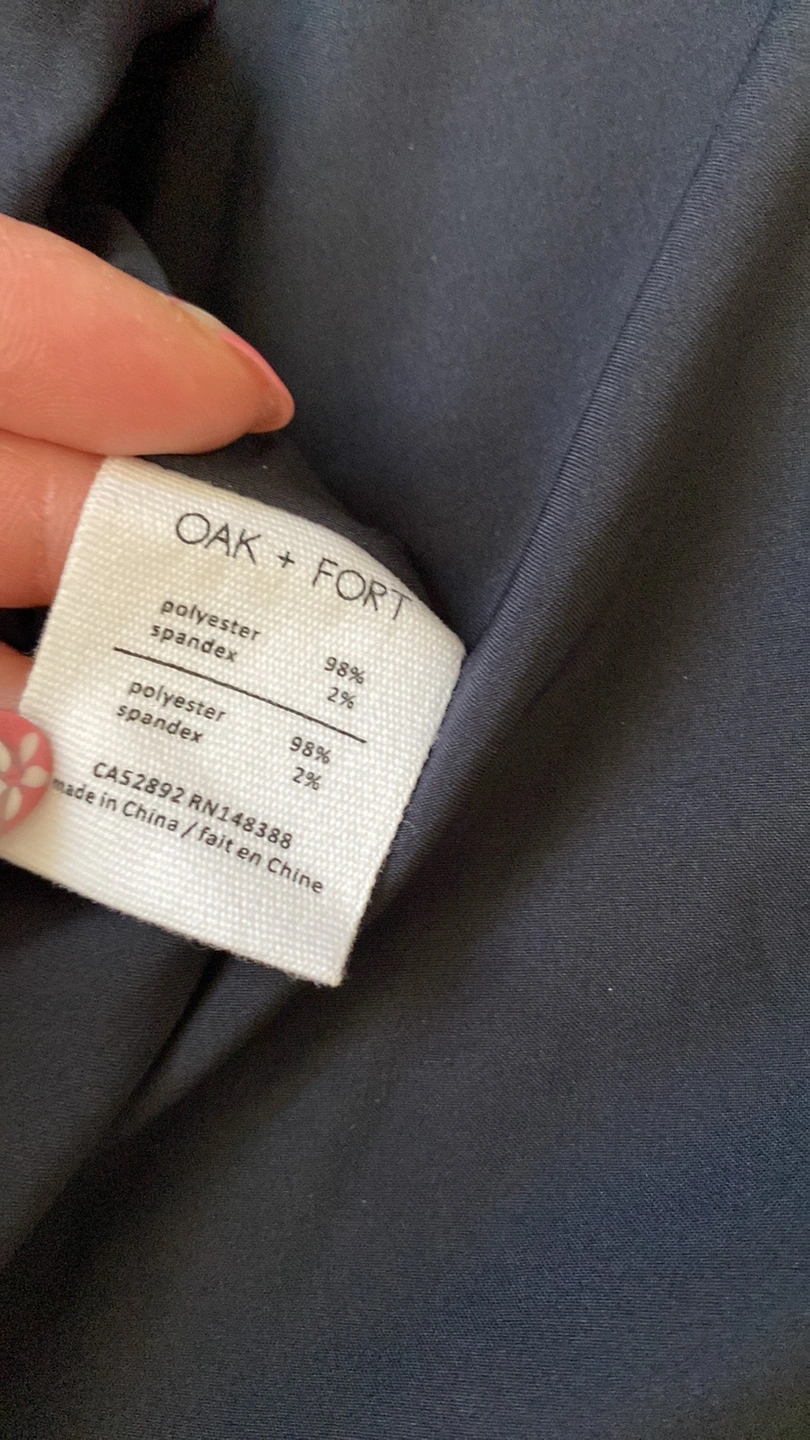 OAK + FORT
polyester 98%
spandex 2%
polyester 98%
spandex 2%
CA52892 RN148388
made in China / fait en Chine